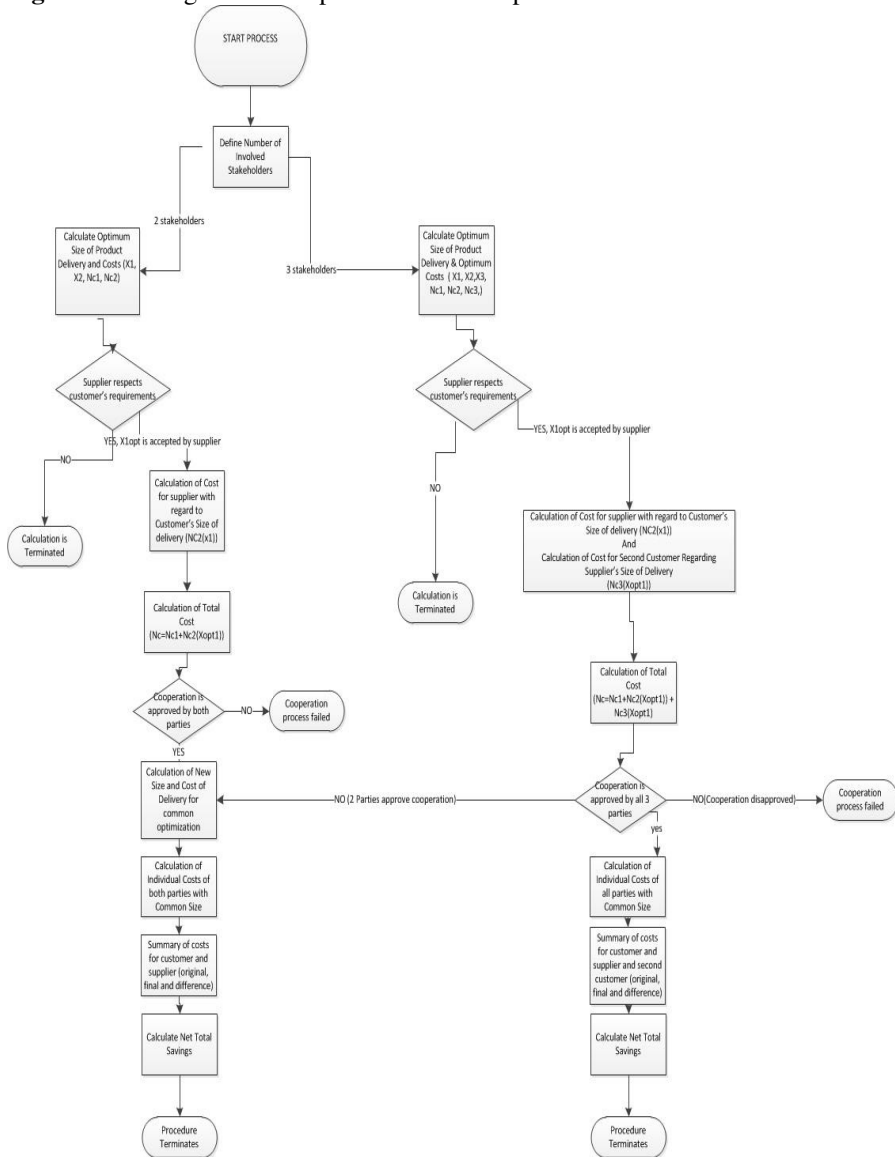 START PROCESS
Define Number of
Involved
Stakeholders
2 stakeholders
3 stakeholders
Calculate Optimum
Size of Product
Delivery and Costs (X1,
X2, Nc1, Nc2)
Calculate Optimum
Size of Product
Delivery & Optimum
Costs ( X1, X2,X3,
Nc1, Nc2, Nc3,)
Supplier respects
customer's requirements
Supplier respects
customer's requirements
YES, X1opt is accepted by supplier
NO
YES, X1opt is accepted by supplier
NO
Calculation is
Terminated
Calculation of Cost
for supplier with
regard to
Customer's Size of
delivery (NC2(x1))
Calculation is
Terminated
Calculation of Cost for supplier with regard to Customer's
Size of delivery (NC2(x1))
And
Calculation of Cost for Second Customer Regarding
Supplier's Size of Delivery
(Nc3(Xopt1))
Calculation of Total
Cost
(Nc=Nc1+Nc2(Xopt1))
Calculation of Total
Cost
(Nc=Nc1+Nc2(Xopt1)) +
Nc3(Xopt1)
Cooperation is
approved by both
parties
NO
Cooperation
process failed
YES
Calculation of New
Size and Cost of
Delivery for
common
optimization
NO (2 Parties approve cooperation)
Cooperation is
approved by all 3
parties
NO(Cooperation disapproved)
Cooperation
process failed
yes
Calculation of
Individual Costs of
both parties with
Common Size
Calculation of
Individual Costs of
all parties with
Common Size
Summary of costs
for customer and
supplier (original,
final and difference)
Summary of costs
for customer and
supplier and second
customer (original,
final and difference)
Calculate Net Total
Savings
Calculate Net Total
Savings
Procedure
Terminates
Procedure
Terminates